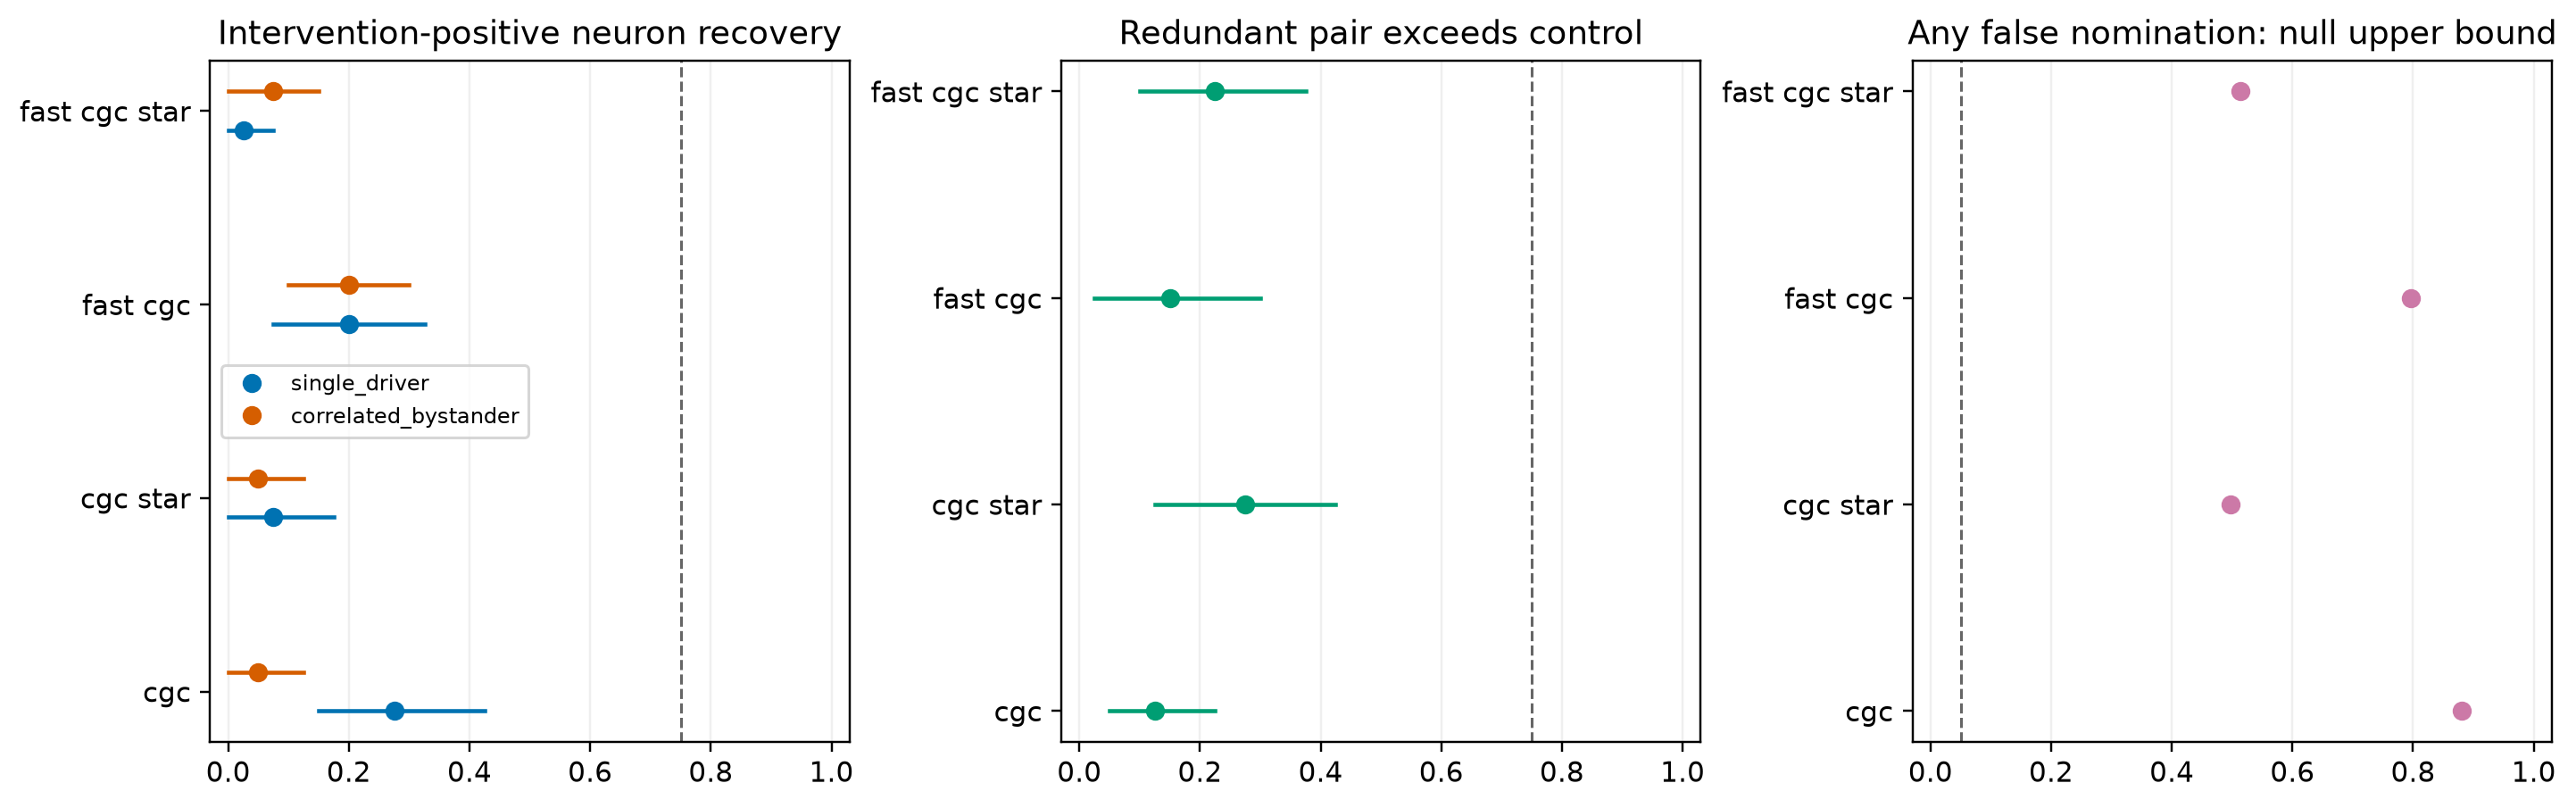 Intervention-positive neuron recovery
fast cgc star
fast cgc
single_driver
correlated_bystander
cgc star
cgc
0.0 0.2 0.4 0.6 0.8 1.0
Redundant pair exceeds control
fast cgc star
fast cgc
cgc star
cgc
0.0 0.2 0.4 0.6 0.8 1.0
Any false nomination: null upper bound
fast cgc star
fast cgc
cgc star
cgc
0.0 0.2 0.4 0.6 0.8 1.0